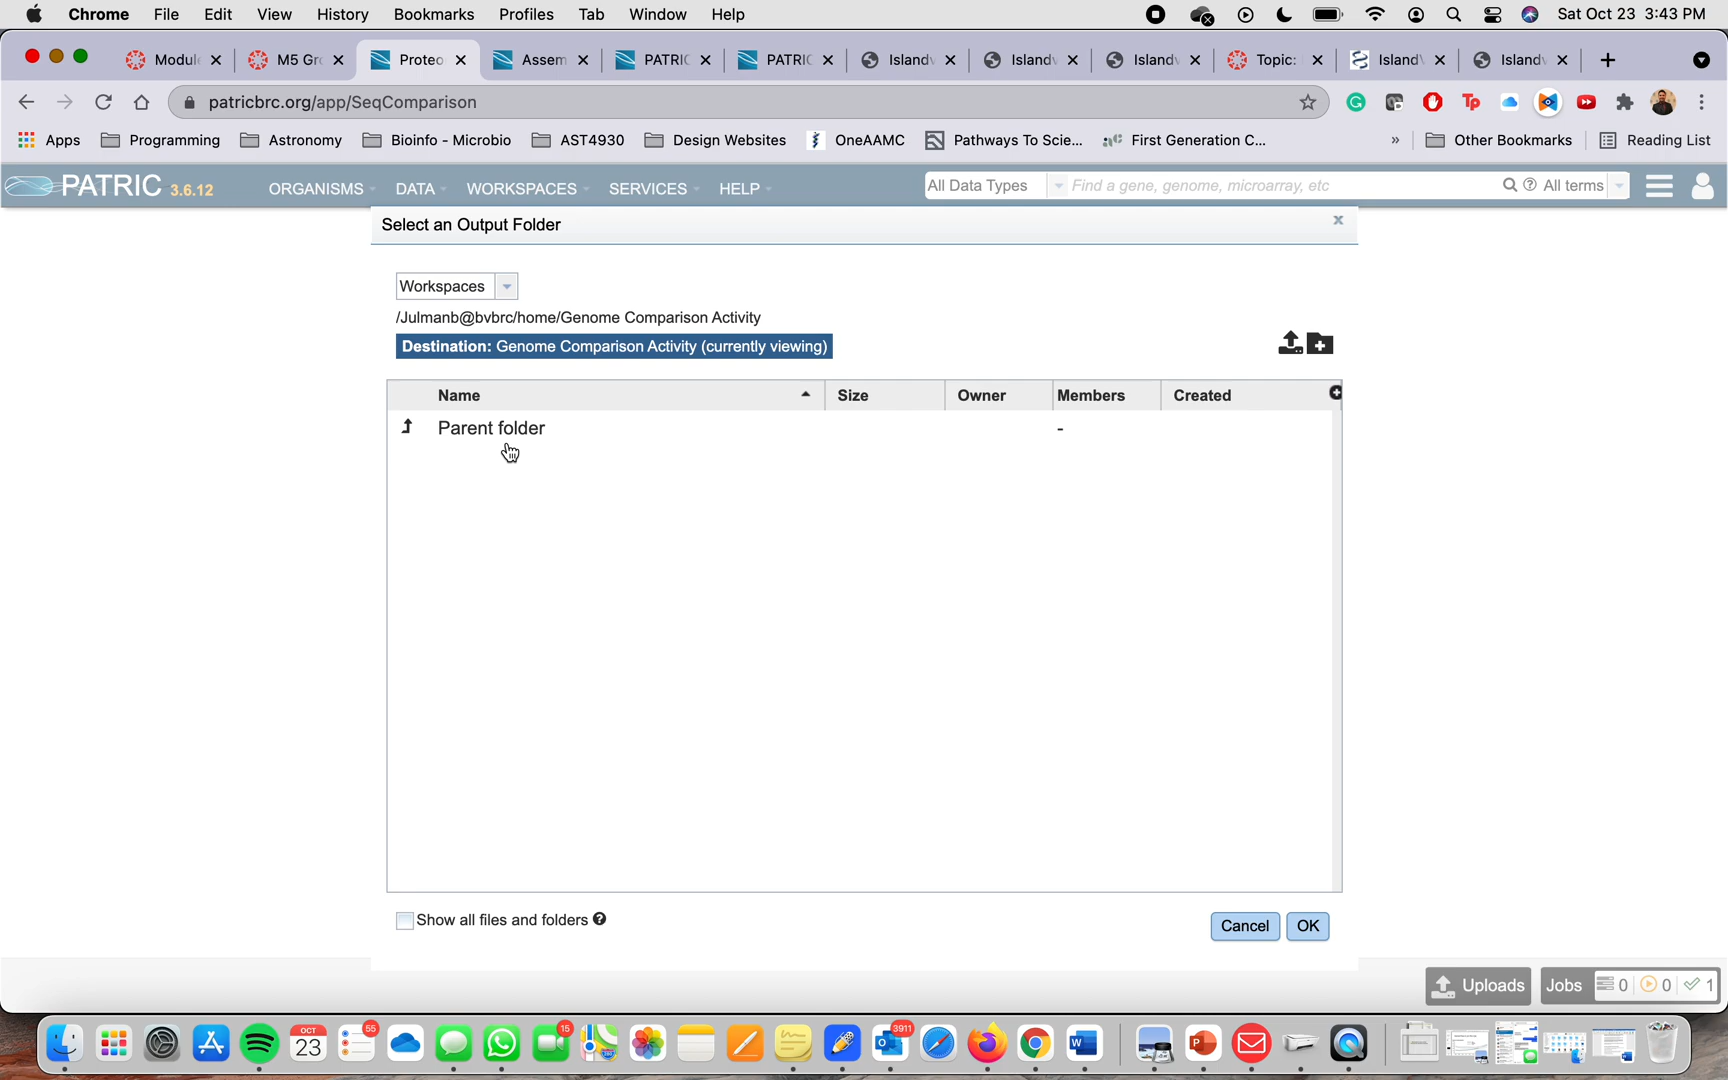 Chrome File Edit View History Bookmarks Profiles Tab Window Help Sat Oct 23 3:43 PM
Modul M5 Gr Proteo Assem PATRIC PATRIC Island Island Island Topic: Island Island
patricbrc.org/app/SeqComparison
Apps Programming Astronomy Bioinfo - Microbio AST4930 Design Websites OneAAMC Pathways To Scie... First Generation C... » Other Bookmarks Reading List
PATRIC 3.6.12 ORGANISMS DATA WORKSPACES SERVICES HELP All Data Types Find a gene, genome, microarray, etc All terms
Select an Output Folder x
Workspaces
/Julmanb@bvbrc/home/Genome Comparison Activity
Destination: Genome Comparison Activity (currently viewing)
Name Size Owner Members Created
Parent folder -
Show all files and folders ?
Cancel OK
Uploads Jobs 0 0 1
OCT 23 55 15 3911